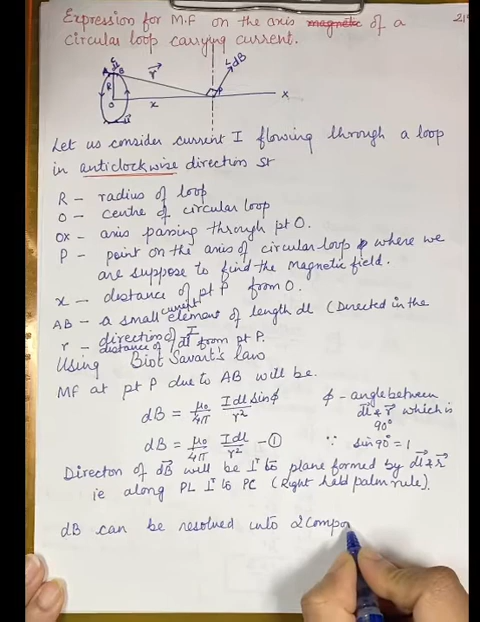 Expression for M.F on the axis magnetic of a
circular loop carrying current.
21
A dl B
r
L dB
R
O
x
P
X
Let us consider current I flowing through a loop
in anticlockwise direction st
R - radius of loop
O - centre of circular loop
OX - axis passing through pt O.
P - point on the axis of circular loop where we
are suppose to find the magnetic field.
x - distance of pt P from O.
AB - a small current element of length dl (Directed in the
direction of I
r - distance of dl from pt P.
Using Biot Savart's law
MF at pt P due to AB will be.
dB = μ₀/4π Idl sinφ/r²
φ - angle between
dl & r which is
90°
dB = μ₀/4π Idl/r² - ①
∵ sin 90° = 1
Direction of dB will be ⊥r to plane formed by dl & r
ie along PL ⊥r to PC (Right hand palm rule).
dB can be resolved into 2 compo